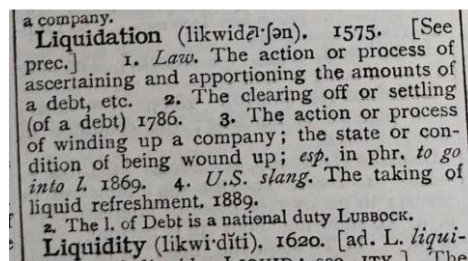 a company.
Liquidation (likwidēi·ʃən). 1575. [See
prec.] 1. Law. The action or process of
ascertaining and apportioning the amounts of
a debt, etc. 2. The clearing off or settling
(of a debt) 1786. 3. The action or process
of winding up a company; the state or con-
dition of being wound up; esp. in phr. to go
into l. 1869. 4. U.S. slang. The taking of
liquid refreshment. 1889.
2. The l. of Debt is a national duty LUBBOCK.
Liquidity (likwi·dĭti). 1620. [ad. L. liqui-
ITY.] The